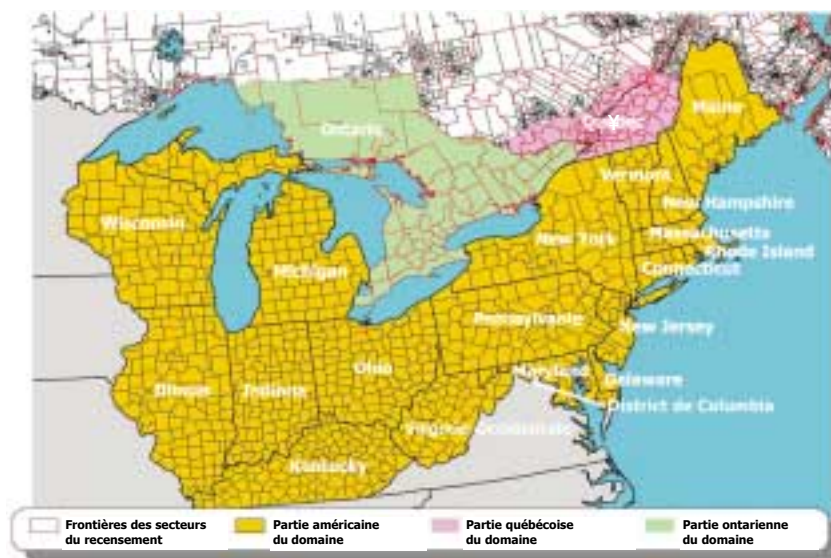 Ontario
Québec
Maine
Vermont
New Hampshire
Wisconsin
New York
Massachusetts
Rhode Island
Michigan
Connecticut
Pennsylvanie
New Jersey
Ohio
Maryland
Illinois
Indiana
Delaware
District de Columbia
Virginie occidentale
Kentucky
Frontières des secteurs
du recensement
Partie américaine
du domaine
Partie québécoise
du domaine
Partie ontarienne
du domaine